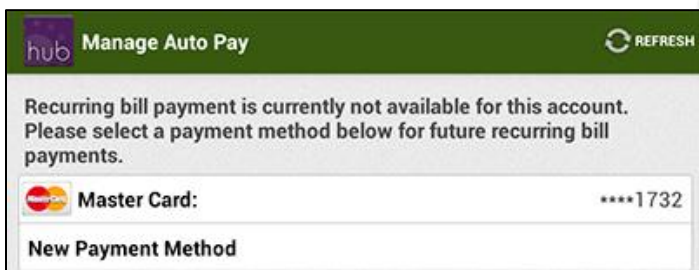 hub Manage Auto Pay REFRESH
Recurring bill payment is currently not available for this account.
Please select a payment method below for future recurring bill
payments.
MasterCard Master Card: ****1732
New Payment Method